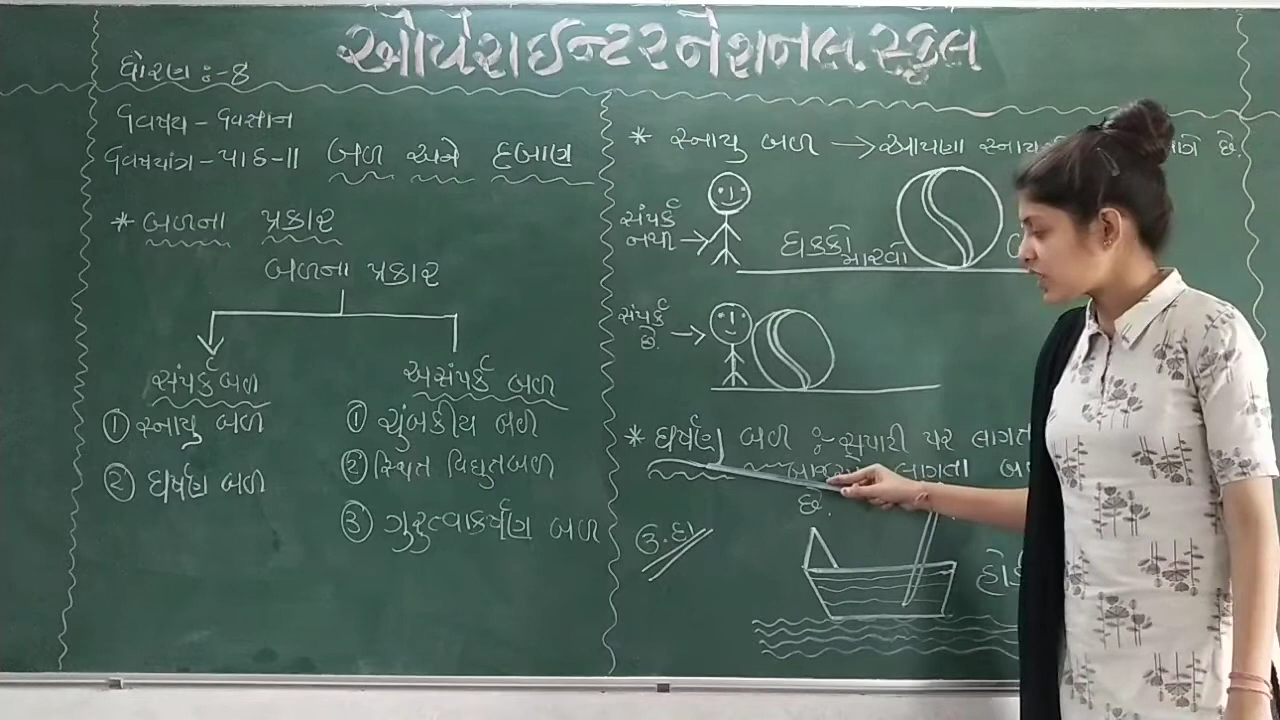 ઓપેરા ઈન્ટરનેશનલ સ્કૂલ
ધોરણ :- 8
વિષય - વિજ્ઞાન
વિષયાંગ - પાઠ-11 બળ અને દબાણ
* બળના પ્રકાર
બળના પ્રકાર
સંપર્ક બળ
① સ્નાયુ બળ
② ઘર્ષણ બળ
અસંપર્ક બળ
① ચુંબકીય બળ
② સ્થિત વિદ્યુતબળ
③ ગુરુત્વાકર્ષણ બળ
* સ્નાયુ બળ → આપણા
છે.
સંપર્ક
નથી →
ધક્કો મારવો
સંપર્ક
છે. →
* ઘર્ષણ બળ :- સપાટી પર
લાગતા
છે.
ઉ.દા